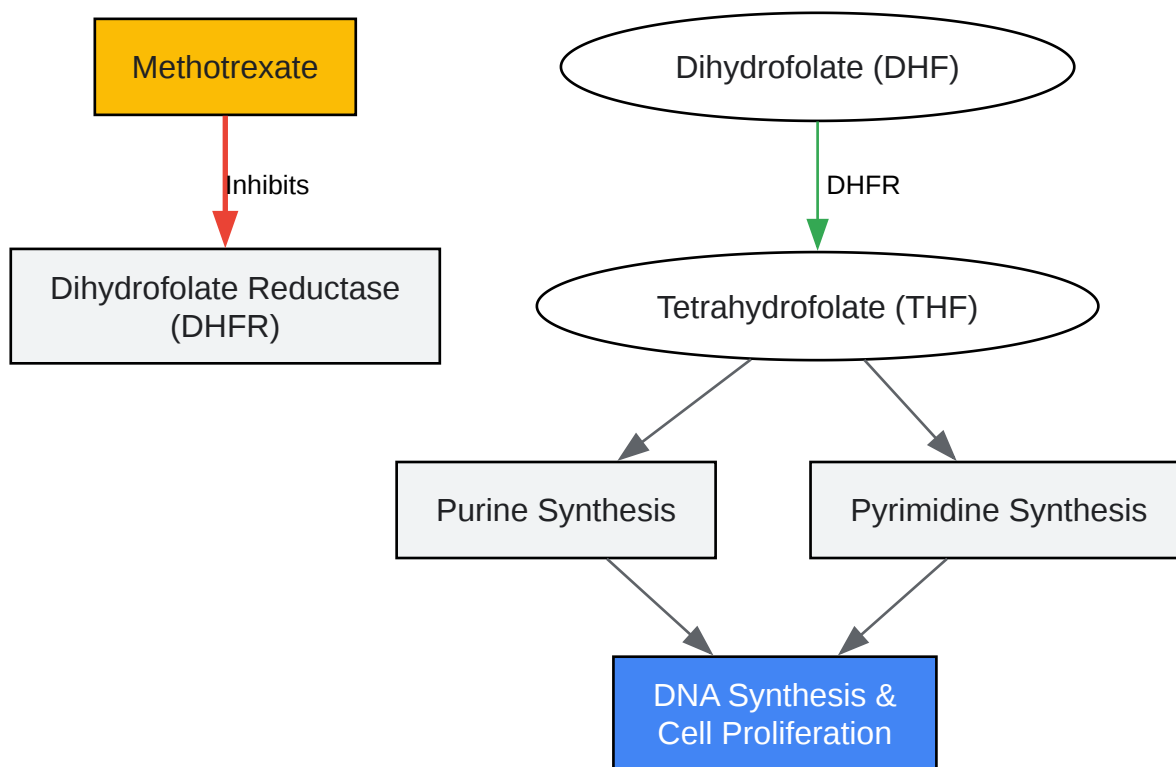 Methotrexate
Dihydrofolate (DHF)
Inhibits
DHFR
Dihydrofolate Reductase
(DHFR)
Tetrahydrofolate (THF)
Purine Synthesis
Pyrimidine Synthesis
DNA Synthesis &
Cell Proliferation